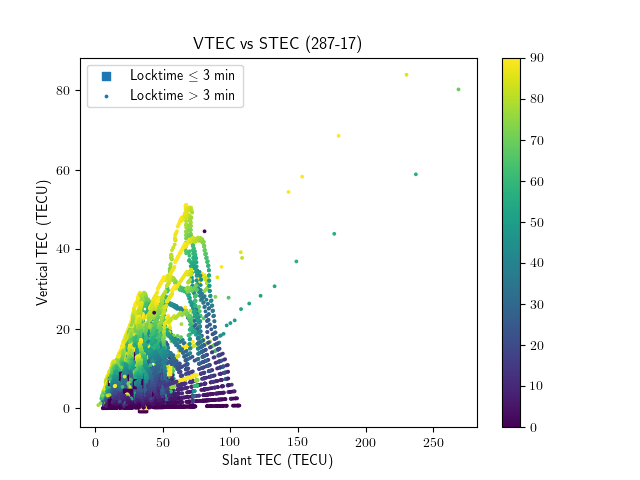 VTEC vs STEC (287-17)
Locktime ≤ 3 min
Locktime > 3 min
Vertical TEC (TECU)
80
60
40
20
0
0 50 100 150 200 250
Slant TEC (TECU)
90
80
70
60
50
40
30
20
10
0